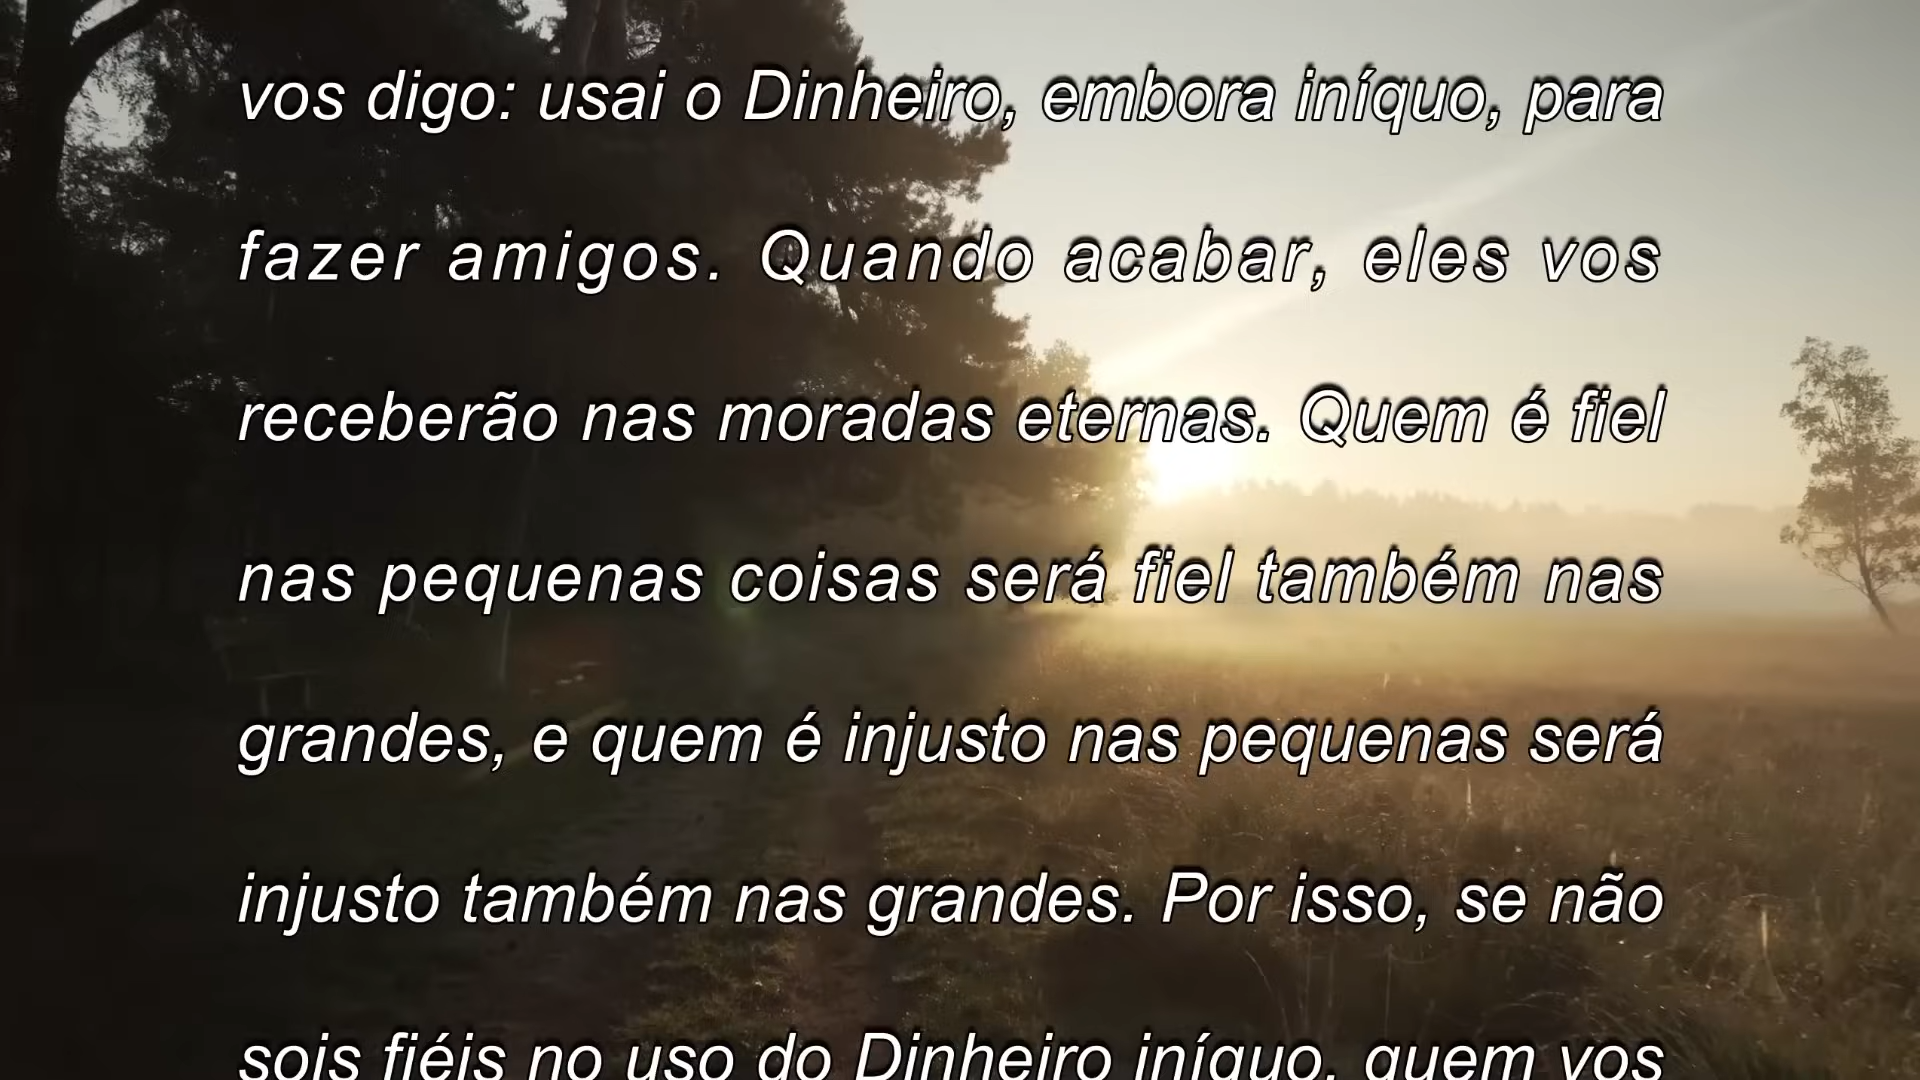 vos digo: usai o Dinheiro, embora iníquo, para
fazer amigos. Quando acabar, eles vos
receberão nas moradas eternas. Quem é fiel
nas pequenas coisas será fiel também nas
grandes, e quem é injusto nas pequenas será
injusto também nas grandes. Por isso, se não
sois fiéis no uso do Dinheiro iníquo, quem vos